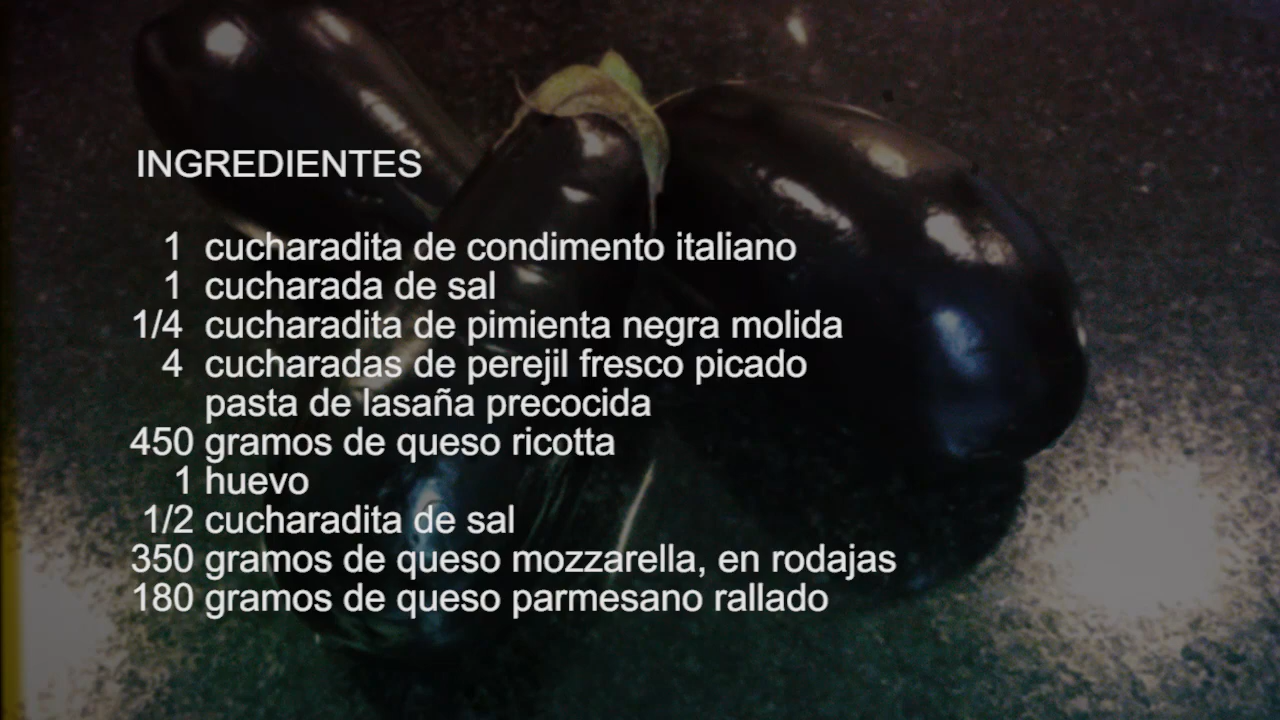 INGREDIENTES
1 cucharadita de condimento italiano
1 cucharada de sal
1/4 cucharadita de pimienta negra molida
4 cucharadas de perejil fresco picado
pasta de lasaña precocida
450 gramos de queso ricotta
1 huevo
1/2 cucharadita de sal
350 gramos de queso mozzarella, en rodajas
180 gramos de queso parmesano rallado